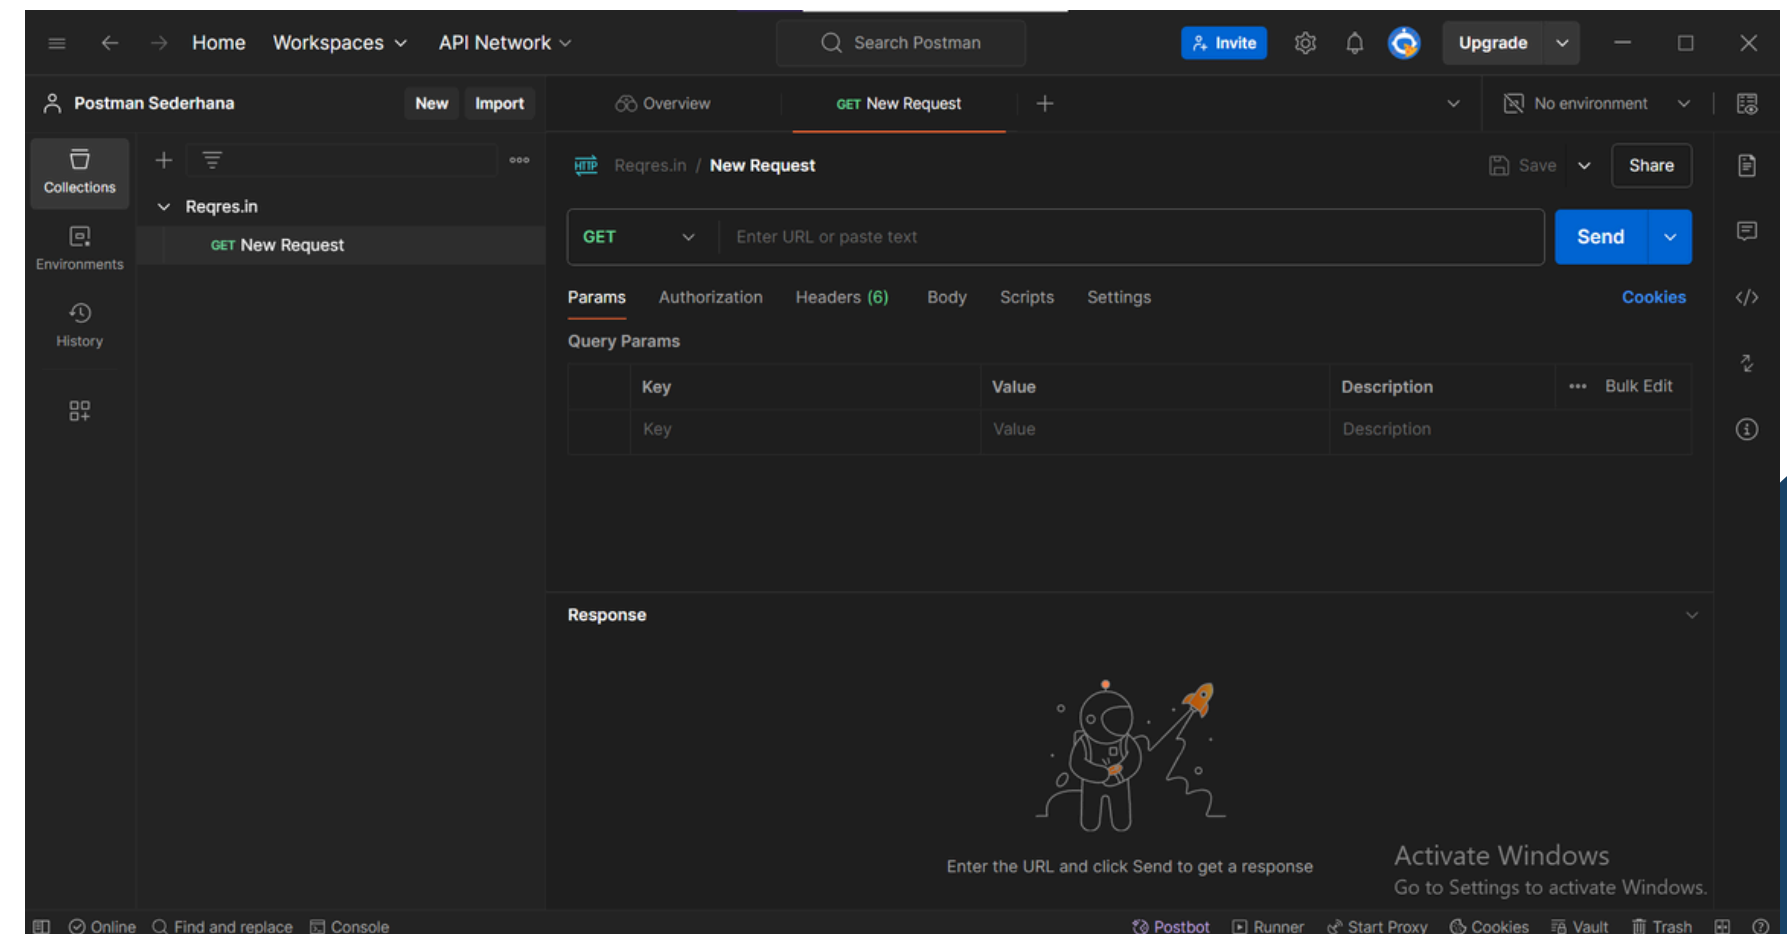 Home Workspaces API Network Search Postman Invite Upgrade
Postman Sederhana New Import Overview GET New Request No environment
Collections
Environments
History
Reqres.in
GET New Request
HTTP Reqres.in / New Request Save Share
GET Enter URL or paste text Send
Params Authorization Headers (6) Body Scripts Settings Cookies
Query Params
Key Value Description Bulk Edit
Key Value Description
Response
Enter the URL and click Send to get a response
Activate Windows
Go to Settings to activate Windows.
Online Find and replace Console Postbot Runner Start Proxy Cookies Vault Trash